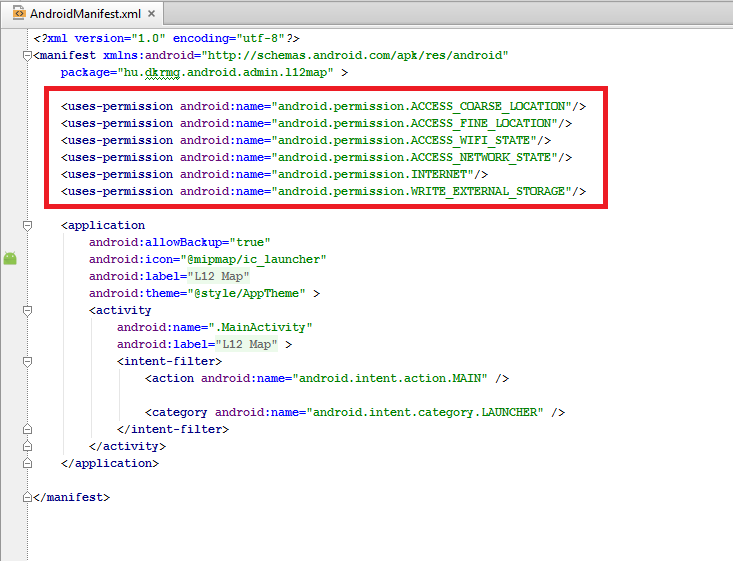 AndroidManifest.xml ×
<?xml version="1.0" encoding="utf-8"?>
<manifest xmlns:android="http://schemas.android.com/apk/res/android"
package="hu.dkrmg.android.admin.l12map" >
<uses-permission android:name="android.permission.ACCESS_COARSE_LOCATION"/>
<uses-permission android:name="android.permission.ACCESS_FINE_LOCATION"/>
<uses-permission android:name="android.permission.ACCESS_WIFI_STATE"/>
<uses-permission android:name="android.permission.ACCESS_NETWORK_STATE"/>
<uses-permission android:name="android.permission.INTERNET"/>
<uses-permission android:name="android.permission.WRITE_EXTERNAL_STORAGE"/>
<application
android:allowBackup="true"
android:icon="@mipmap/ic_launcher"
android:label="L12 Map"
android:theme="@style/AppTheme" >
<activity
android:name=".MainActivity"
android:label="L12 Map" >
<intent-filter>
<action android:name="android.intent.action.MAIN" />
<category android:name="android.intent.category.LAUNCHER" />
</intent-filter>
</activity>
</application>
</manifest>